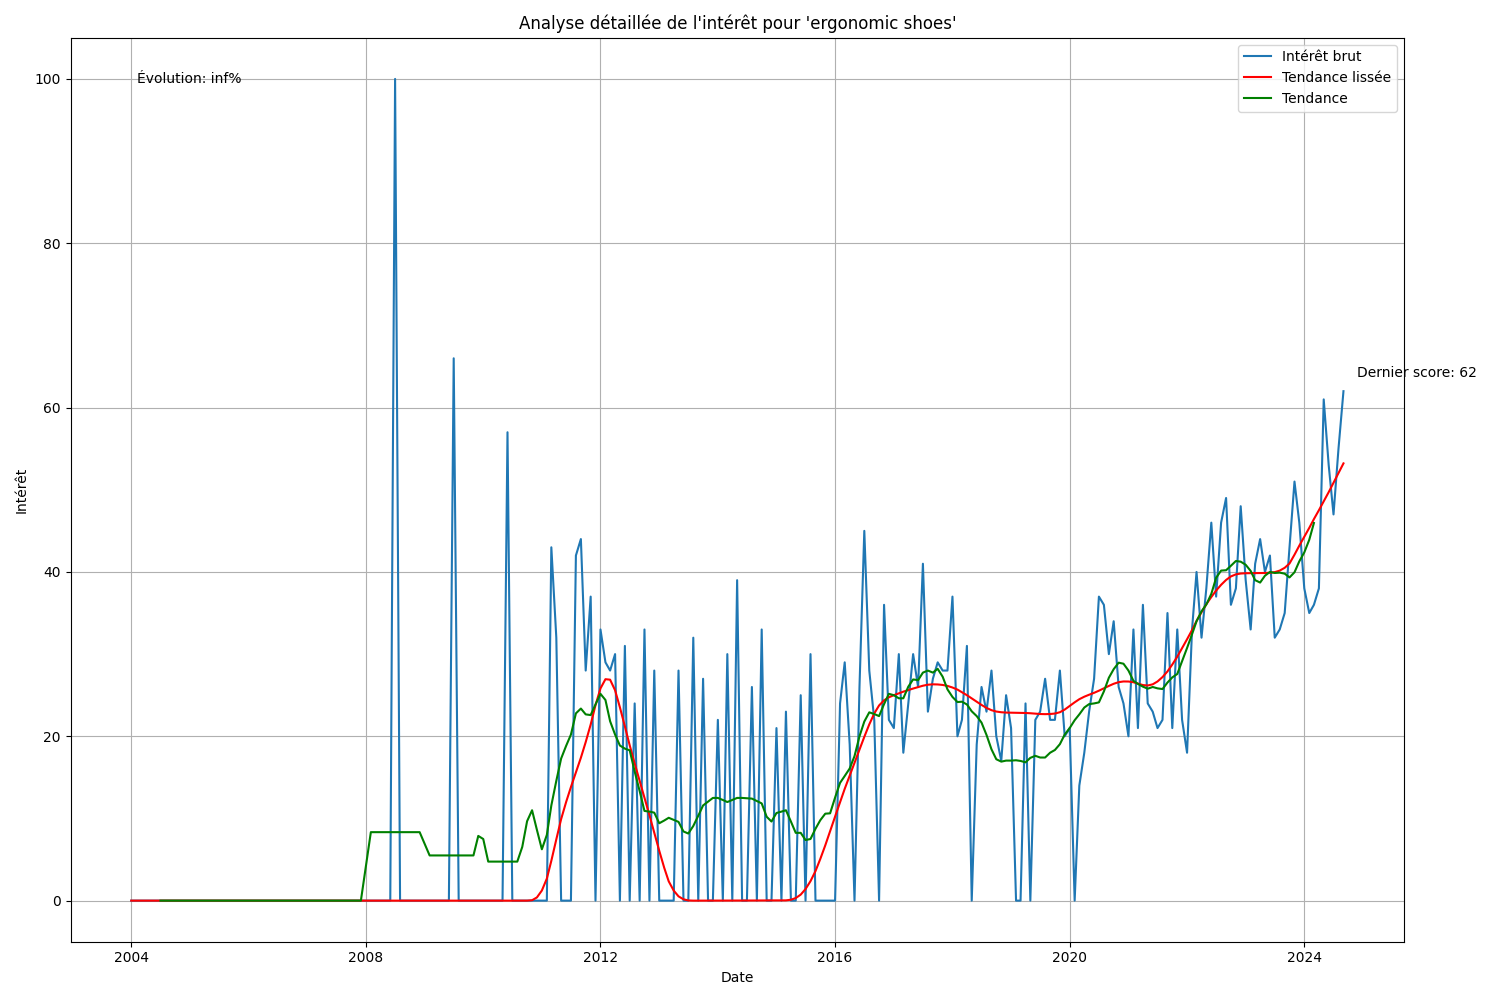 Analyse détaillée de l'intérêt pour 'ergonomic shoes'
Évolution: inf%
Intérêt brut
Tendance lissée
Tendance
Dernier score: 62
100
80
60
40
20
0
Intérêt
2004
2008
2012
2016
2020
2024
Date